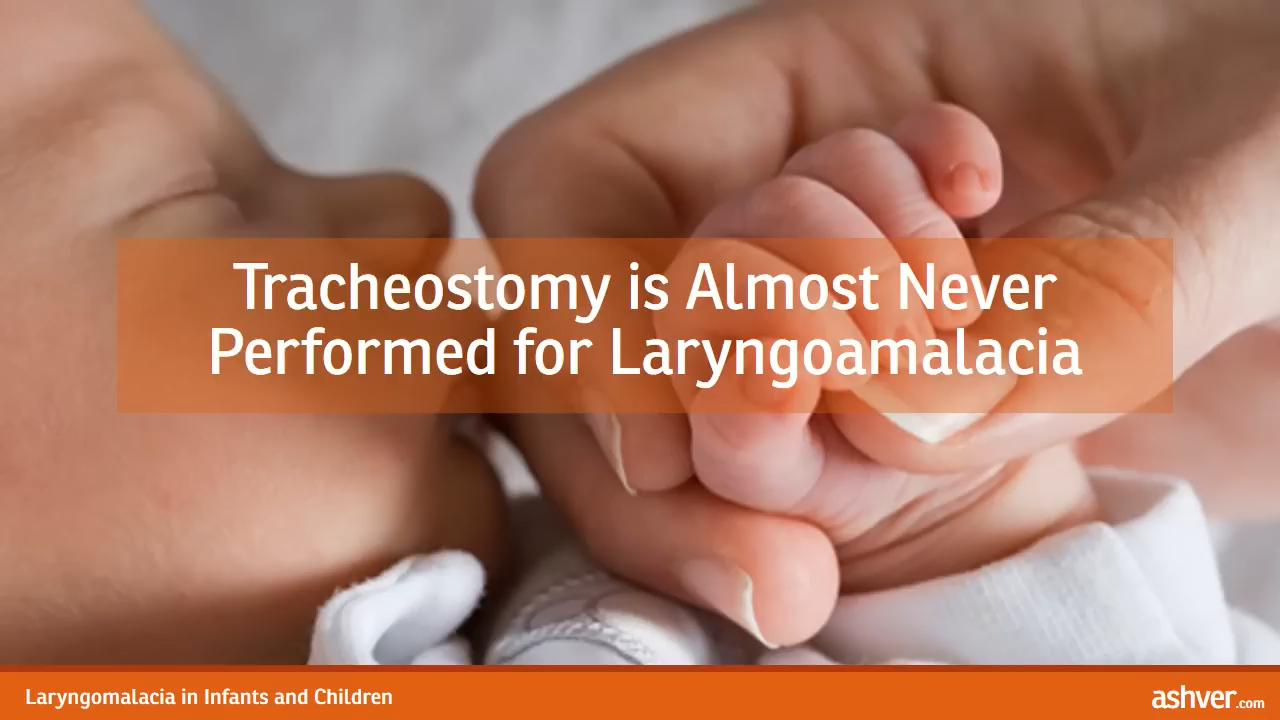 Tracheostomy is Almost Never
Performed for Laryngoamalacia
Laryngomalacia in Infants and Children
ashver.com